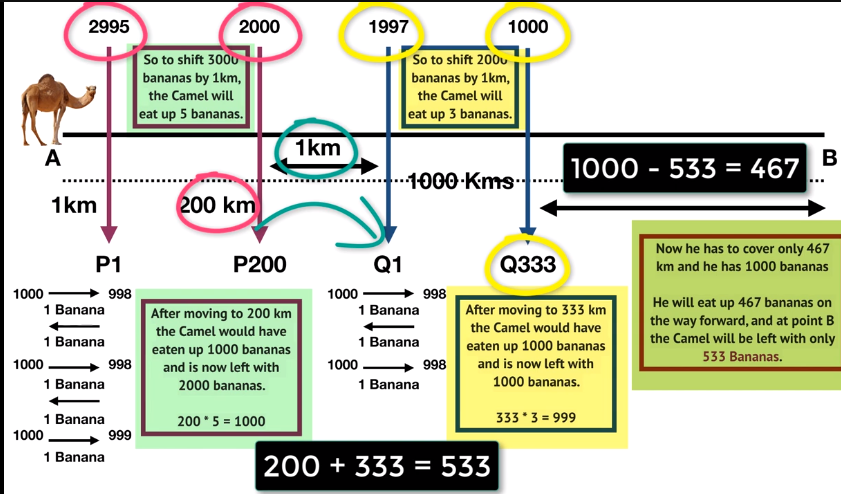 2995
2000
1997
1000
So to shift 3000
bananas by 1km,
the Camel will
eat up 5 bananas.
So to shift 2000
bananas by 1km,
the Camel will
eat up 3 bananas.
A
1km
1000 - 533 = 467
B
1000 Kms
1km
200 km
P1
P200
Q1
Q333
1000
998
1 Banana
1 Banana
1000
998
1 Banana
1 Banana
1000
999
1 Banana
After moving to 200 km
the Camel would have
eaten up 1000 bananas
and is now left with
2000 bananas.
200 * 5 = 1000
1000
998
1 Banana
1 Banana
1000
998
1 Banana
After moving to 333 km
the Camel would have
eaten up 1000 bananas
and is now left with
1000 bananas.
333 * 3 = 999
Now he has to cover only 467
km and he has 1000 bananas
He will eat up 467 bananas on
the way forward, and at point B
the Camel will be left with only
533 Bananas.
200 + 333 = 533